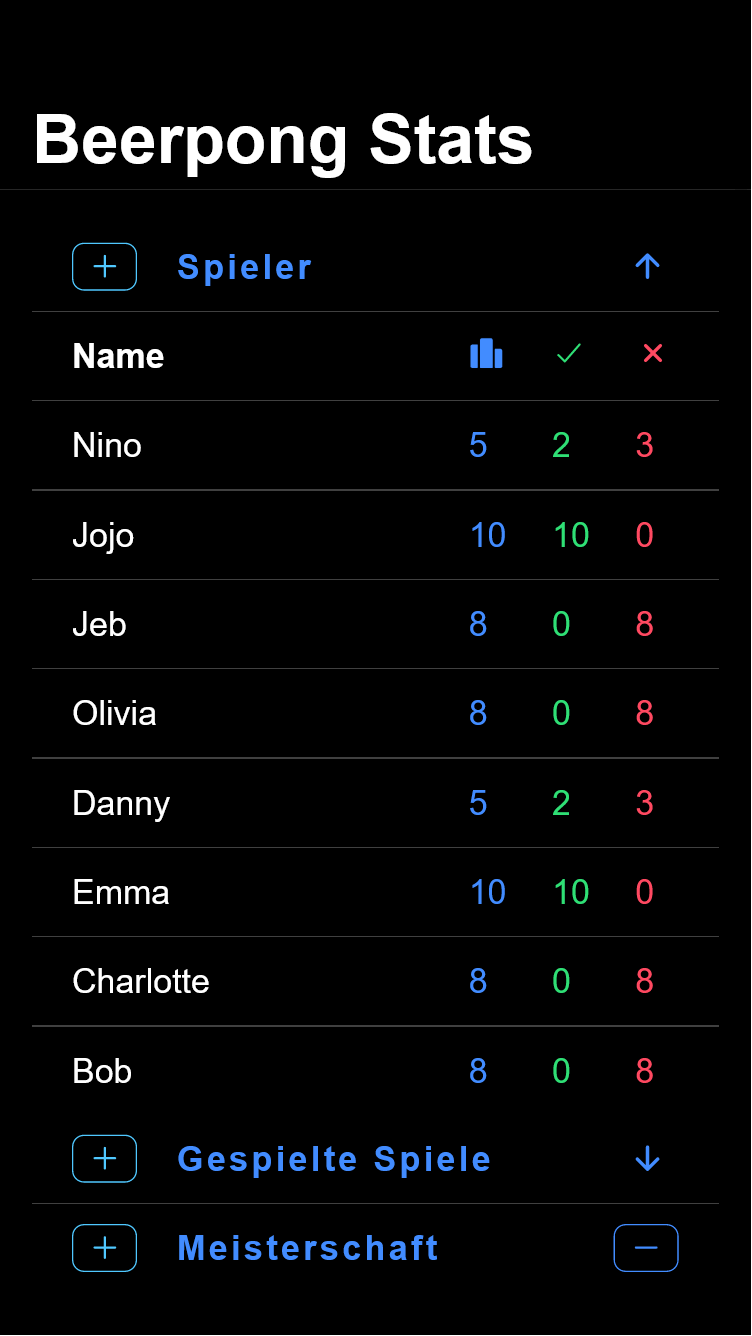 Beerpong Stats
Spieler
Name
Nino 5 2 3
Jojo 10 10 0
Jeb 8 0 8
Olivia 8 0 8
Danny 5 2 3
Emma 10 10 0
Charlotte 8 0 8
Bob 8 0 8
Gespielte Spiele
Meisterschaft